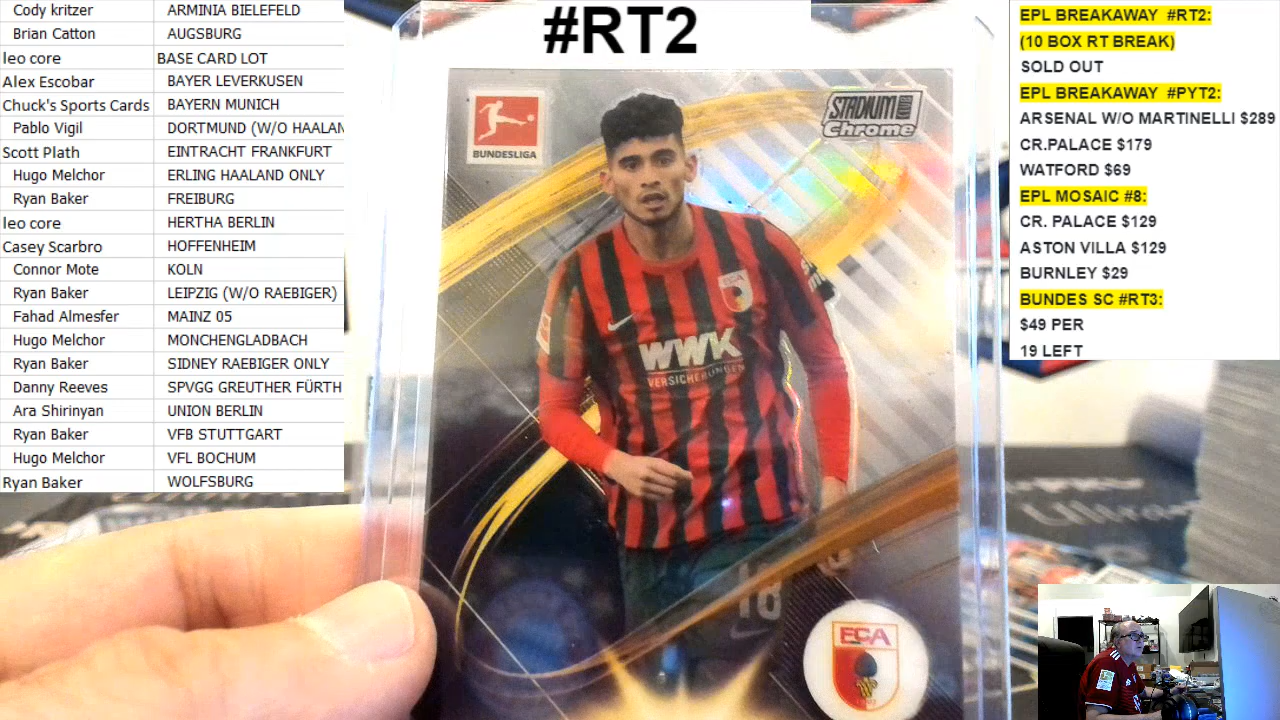 #RT2
Cody kritzer ARMINIA BIELEFELD
Brian Catton AUGSBURG
leo core BASE CARD LOT
Alex Escobar BAYER LEVERKUSEN
Chuck's Sports Cards BAYERN MUNICH
Pablo Vigil DORTMUND (W/O HAALAN
Scott Plath EINTRACHT FRANKFURT
Hugo Melchor ERLING HAALAND ONLY
Ryan Baker FREIBURG
leo core HERTHA BERLIN
Casey Scarbro HOFFENHEIM
Connor Mote KOLN
Ryan Baker LEIPZIG (W/O RAEBIGER)
Fahad Almesfer MAINZ 05
Hugo Melchor MONCHENGLADBACH
Ryan Baker SIDNEY RAEBIGER ONLY
Danny Reeves SPVGG GREUTHER FÜRTH
Ara Shirinyan UNION BERLIN
Ryan Baker VFB STUTTGART
Hugo Melchor VFL BOCHUM
Ryan Baker WOLFSBURG
BUNDESLIGA
STADIUM
Chrome
FCA
WWK
VERSICHERUNGEN
18
FCA
1907
EPL BREAKAWAY #RT2:
(10 BOX RT BREAK)
SOLD OUT
EPL BREAKAWAY #PYT2:
ARSENAL W/O MARTINELLI $289
CR.PALACE $179
WATFORD $69
EPL MOSAIC #8:
CR. PALACE $129
ASTON VILLA $129
BURNLEY $29
BUNDES SC #RT3:
$49 PER
19 LEFT